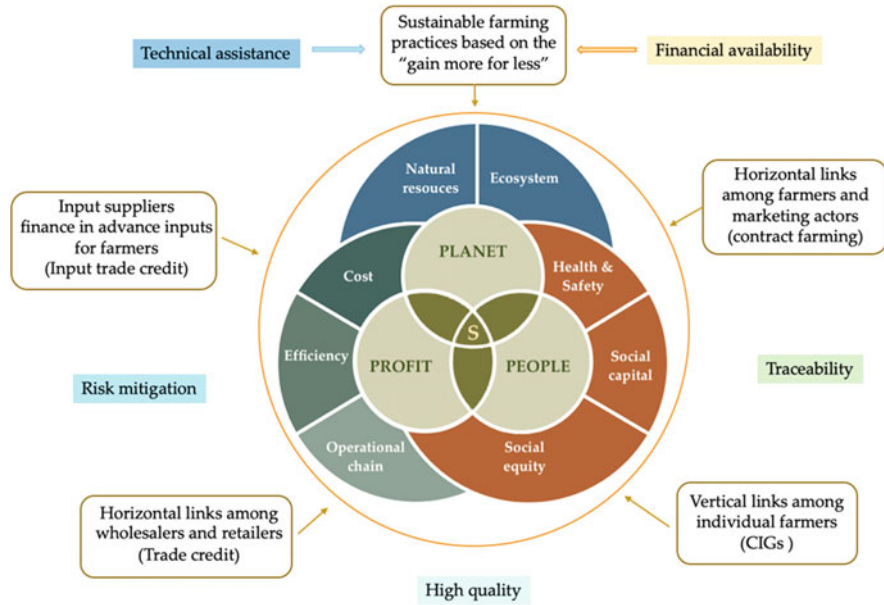 Sustainable farming
practices based on the
“gain more for less”
Technical assistance
Financial availability
Natural
resouces
Ecosystem
Input suppliers
finance in advance inputs
for farmers
(Input trade credit)
Horizontal links
among farmers and
marketing actors
(contract farming)
PLANET
Cost
Health &
Safety
S
Efficiency
PROFIT
PEOPLE
Social
capital
Risk mitigation
Traceability
Operational
chain
Social
equity
Horizontal links among
wholesalers and retailers
(Trade credit)
Vertical links among
individual farmers
(CIGs )
High quality